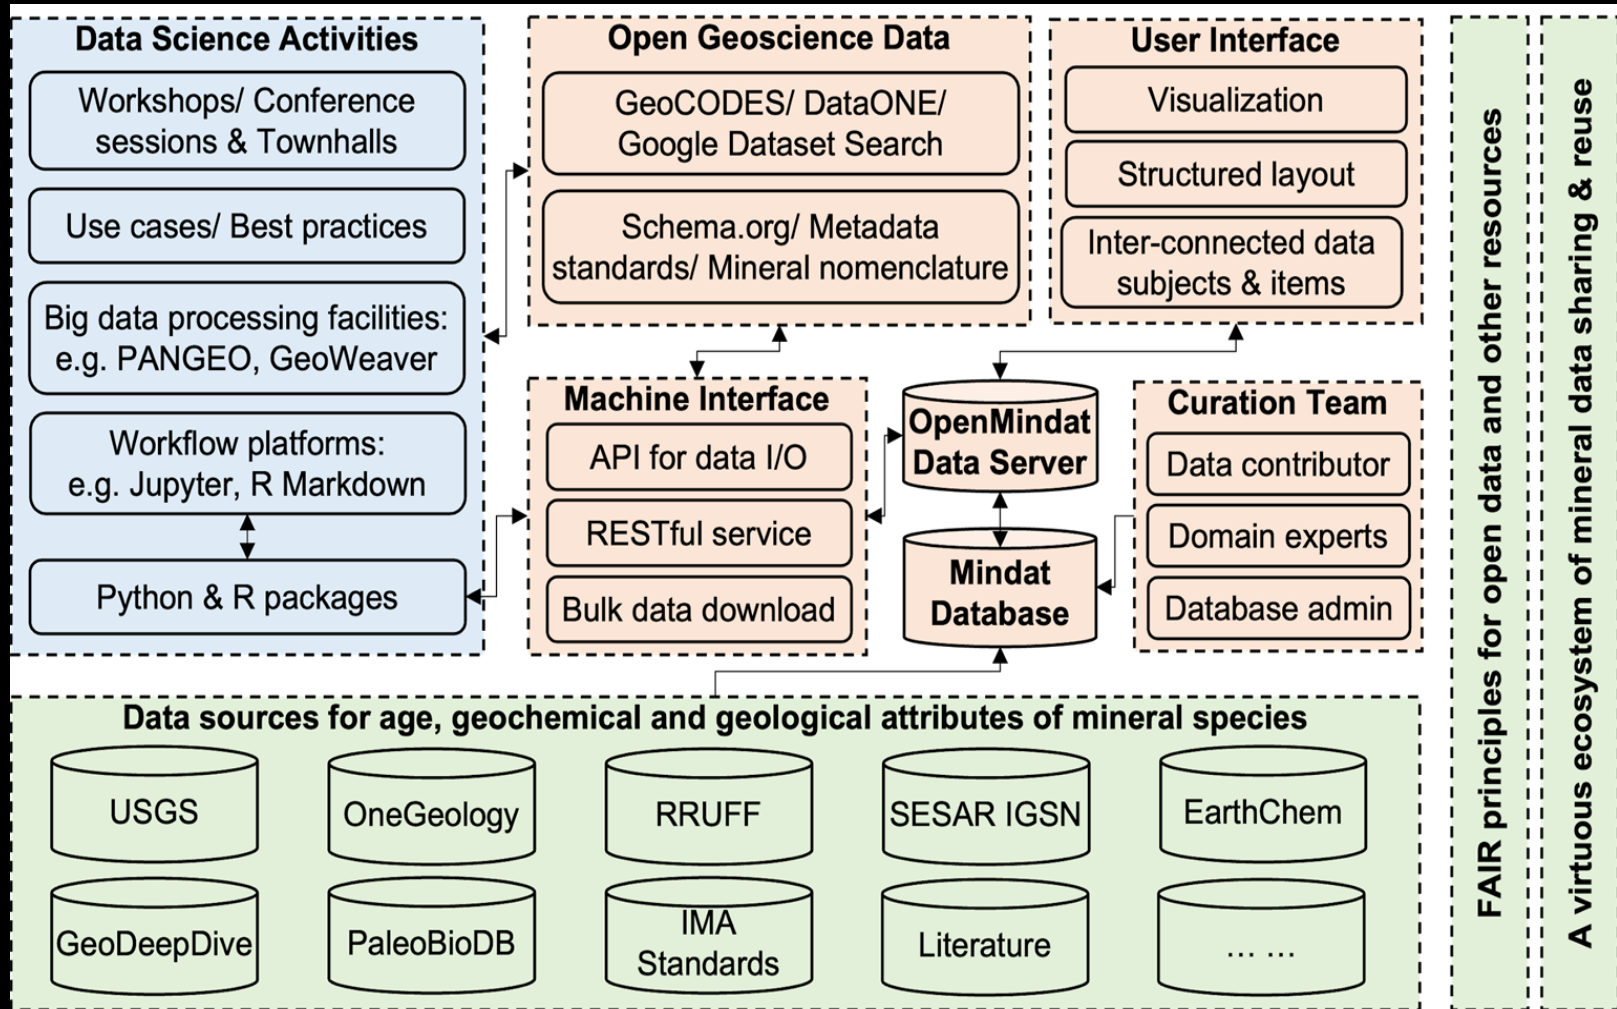 Data Science Activities
Workshops/ Conference
sessions & Townhalls
Use cases/ Best practices
Big data processing facilities:
e.g. PANGEO, GeoWeaver
Workflow platforms:
e.g. Jupyter, R Markdown
Python & R packages
Open Geoscience Data
GeoCODES/ DataONE/
Google Dataset Search
Schema.org/ Metadata
standards/ Mineral nomenclature
User Interface
Visualization
Structured layout
Inter-connected data
subjects & items
Machine Interface
API for data I/O
RESTful service
Bulk data download
OpenMindat
Data Server
Mindat
Database
Curation Team
Data contributor
Domain experts
Database admin
Data sources for age, geochemical and geological attributes of mineral species
USGS
OneGeology
RRUFF
SESAR IGSN
EarthChem
GeoDeepDive
PaleoBioDB
IMA
Standards
Literature
... ...
FAIR principles for open data and other resources
A virtuous ecosystem of mineral data sharing & reuse